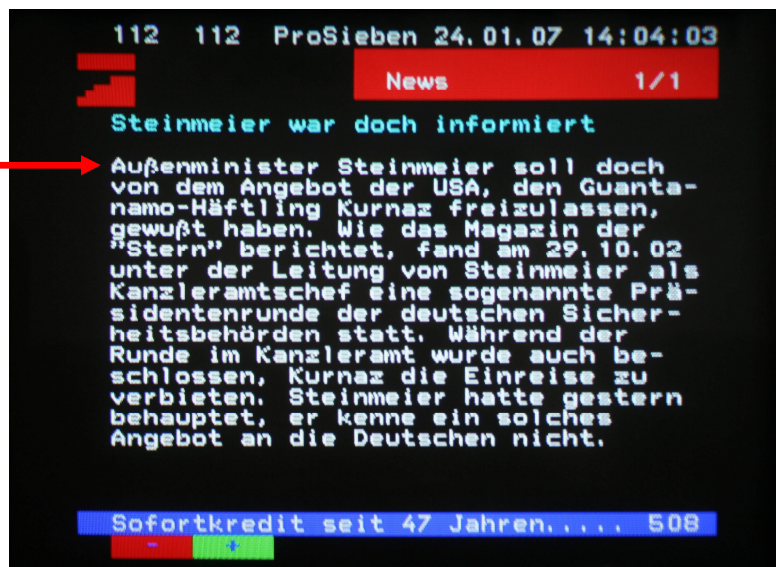 112 112 ProSieben 24.01.07 14:04:03
News 1/1
Steinmeier war doch informiert
Außenminister Steinmeier soll doch
von dem Angebot der USA, den Guanta-
namo-Häftling Kurnaz freizulassen,
gewußt haben. Wie das Magazin der
"Stern" berichtet, fand am 29.10.02
unter der Leitung von Steinmeier als
Kanzleramtschef eine sogenannte Prä-
sidentenrunde der deutschen Sicher-
heitsbehörden statt. Während der
Runde im Kanzleramt wurde auch be-
schlossen, Kurnaz die Einreise zu
verbieten. Steinmeier hatte gestern
behauptet, er kenne ein solches
Angebot an die Deutschen nicht.
Sofortkredit seit 47 Jahren..... 508
- +